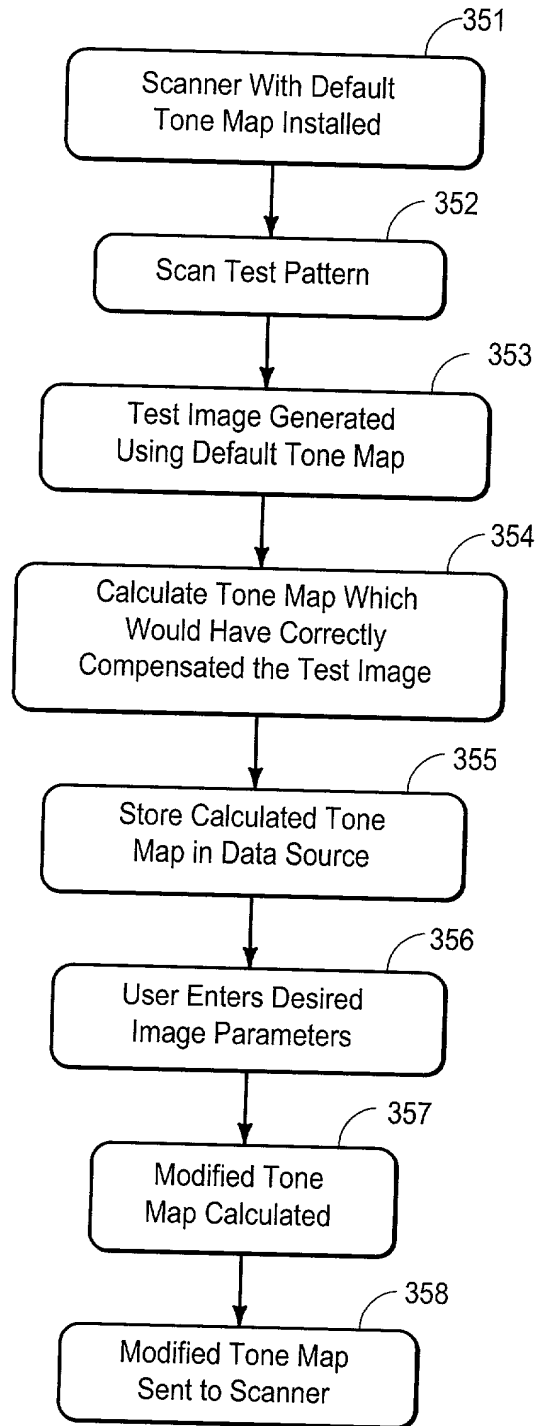 351
Scanner With Default
Tone Map Installed
352
Scan Test Pattern
353
Test Image Generated
Using Default Tone Map
354
Calculate Tone Map Which
Would Have Correctly
Compensated the Test Image
355
Store Calculated Tone
Map in Data Source
356
User Enters Desired
Image Parameters
357
Modified Tone
Map Calculated
358
Modified Tone Map
Sent to Scanner